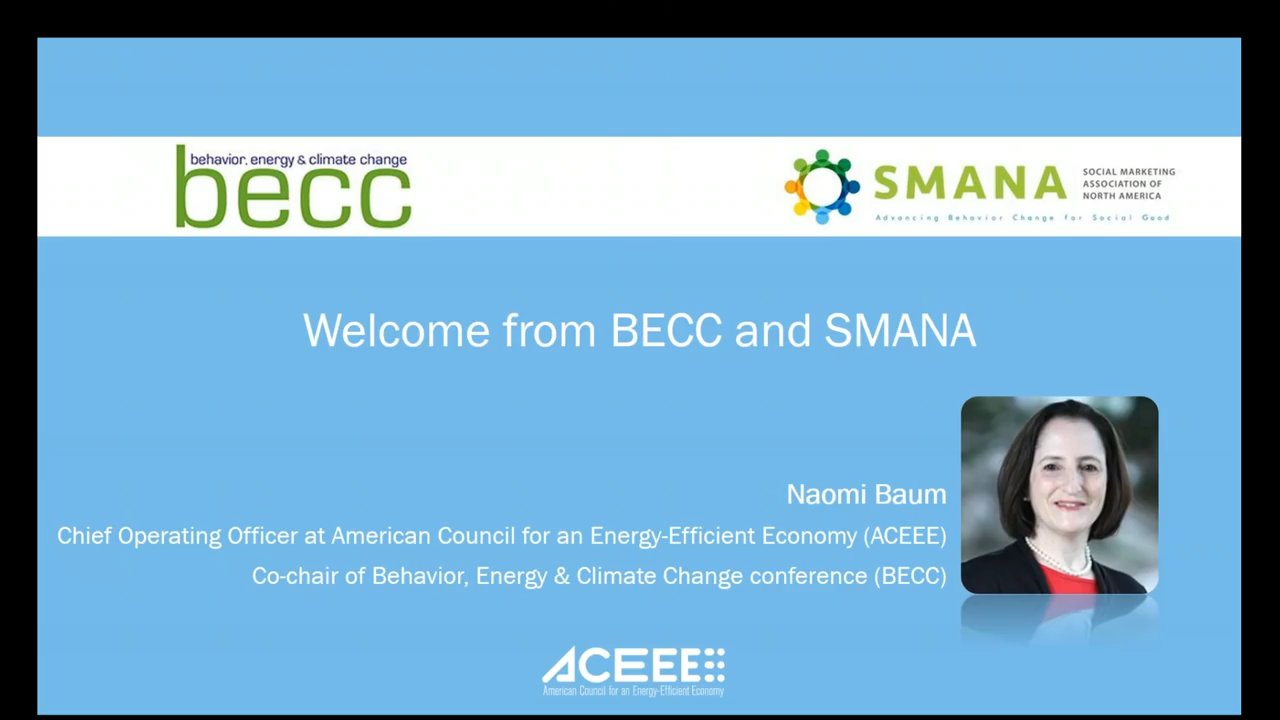 behavior, energy & climate change
becc
SMANA
SOCIAL MARKETING
ASSOCIATION OF
NORTH AMERICA
Advancing Behavior Change for Social Good
Welcome from BECC and SMANA
Naomi Baum
Chief Operating Officer at American Council for an Energy-Efficient Economy (ACEEE)
Co-chair of Behavior, Energy & Climate Change conference (BECC)
ACEEE
American Council for an Energy-Efficient Economy